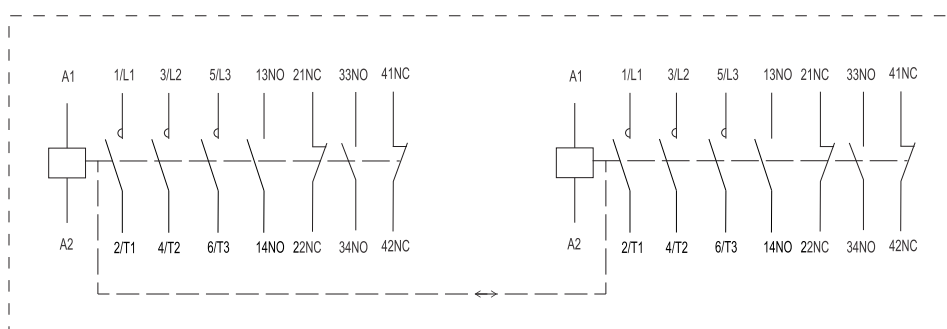 A1 1/L1 3/L2 5/L3 13NO 21NC 33NO 41NC
A2 2/T1 4/T2 6/T3 14NO 22NC 34NO 42NC
A1 1/L1 3/L2 5/L3 13NO 21NC 33NO 41NC
A2 2/T1 4/T2 6/T3 14NO 22NC 34NO 42NC